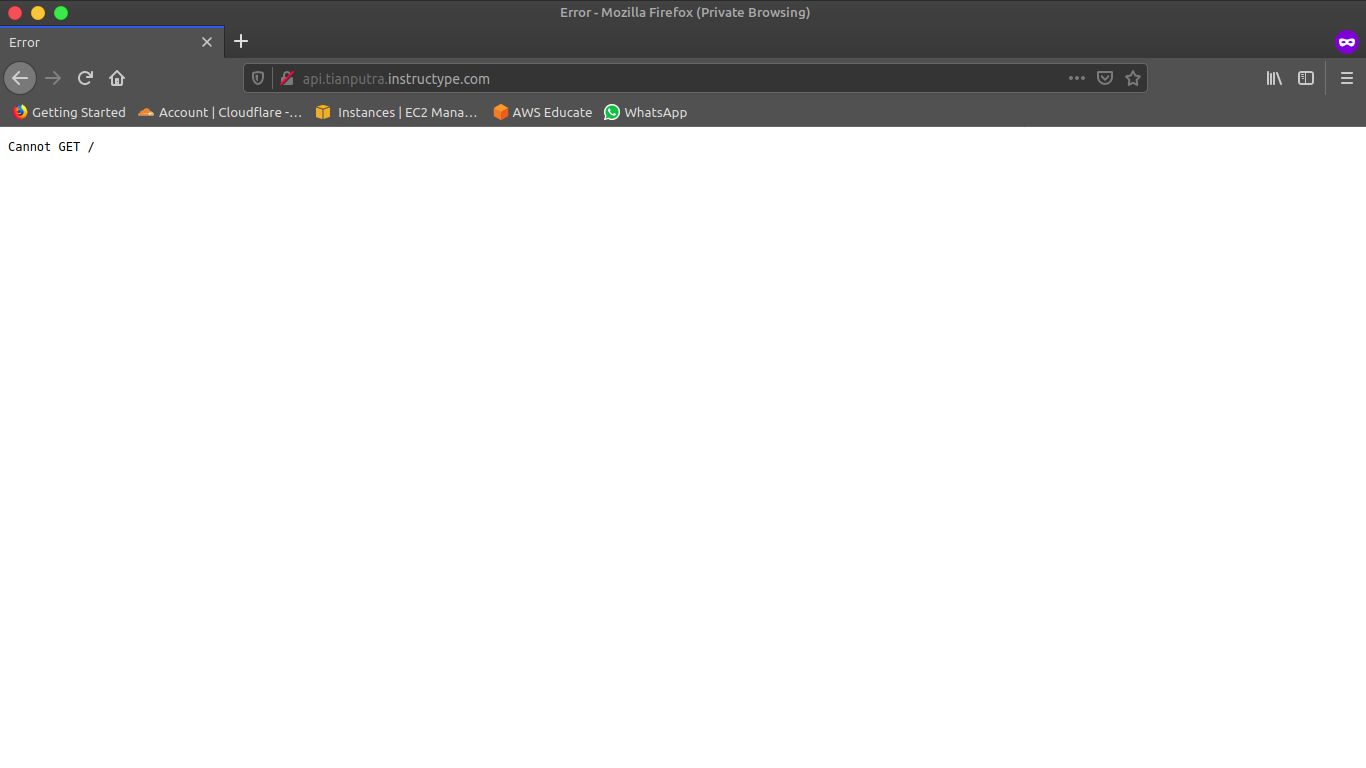 Error - Mozilla Firefox (Private Browsing)
Error
api.tianputra.instructype.com
Getting Started
Account | Cloudflare -...
Instances | EC2 Mana...
AWS Educate
WhatsApp
Cannot GET /